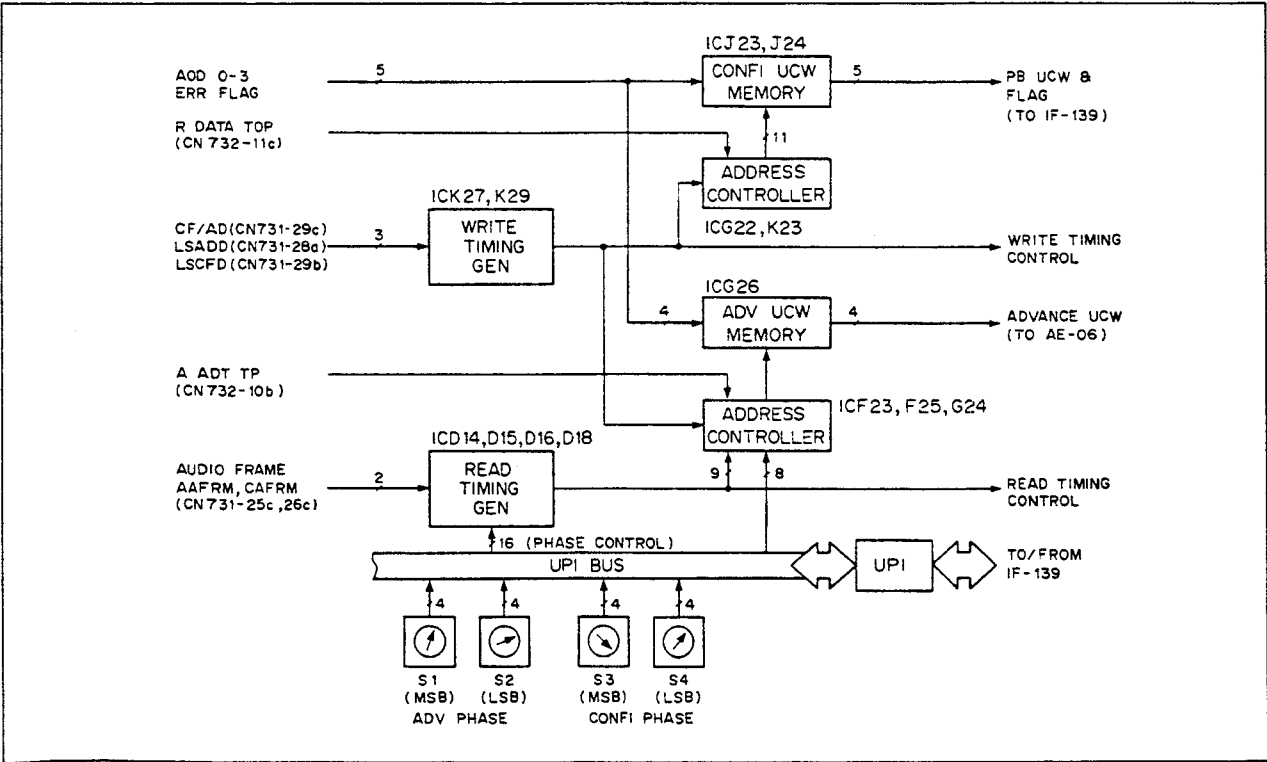 ICJ23, J24
AOD 0-3
ERR FLAG
5
CONFI UCW
MEMORY
5
PB UCW &
FLAG
(TO IF-139)
R DATA TOP
(CN 732-11c)
11
ADDRESS
CONTROLLER
ICG22, K23
ICK27, K29
CF/AD(CN731-29c)
LSADD(CN731-28a)
LSCFD(CN731-29b)
3
WRITE
TIMING
GEN
WRITE TIMING
CONTROL
ICG26
4
ADV UCW
MEMORY
4
ADVANCE UCW
(TO AE-06)
A ADT TP
(CN732-10b)
ADDRESS
CONTROLLER
ICF23, F25, G24
ICD14, D15, D16, D18
AUDIO FRAME
AAFRM, CAFRM
(CN731-25c, 26c)
2
READ
TIMING
GEN
9
8
READ TIMING
CONTROL
16 (PHASE CONTROL)
UPI BUS
UPI
TO/FROM
IF-139
4
4
4
4
S1
(MSB)
S2
(LSB)
S3
(MSB)
S4
(LSB)
ADV PHASE
CONFI PHASE